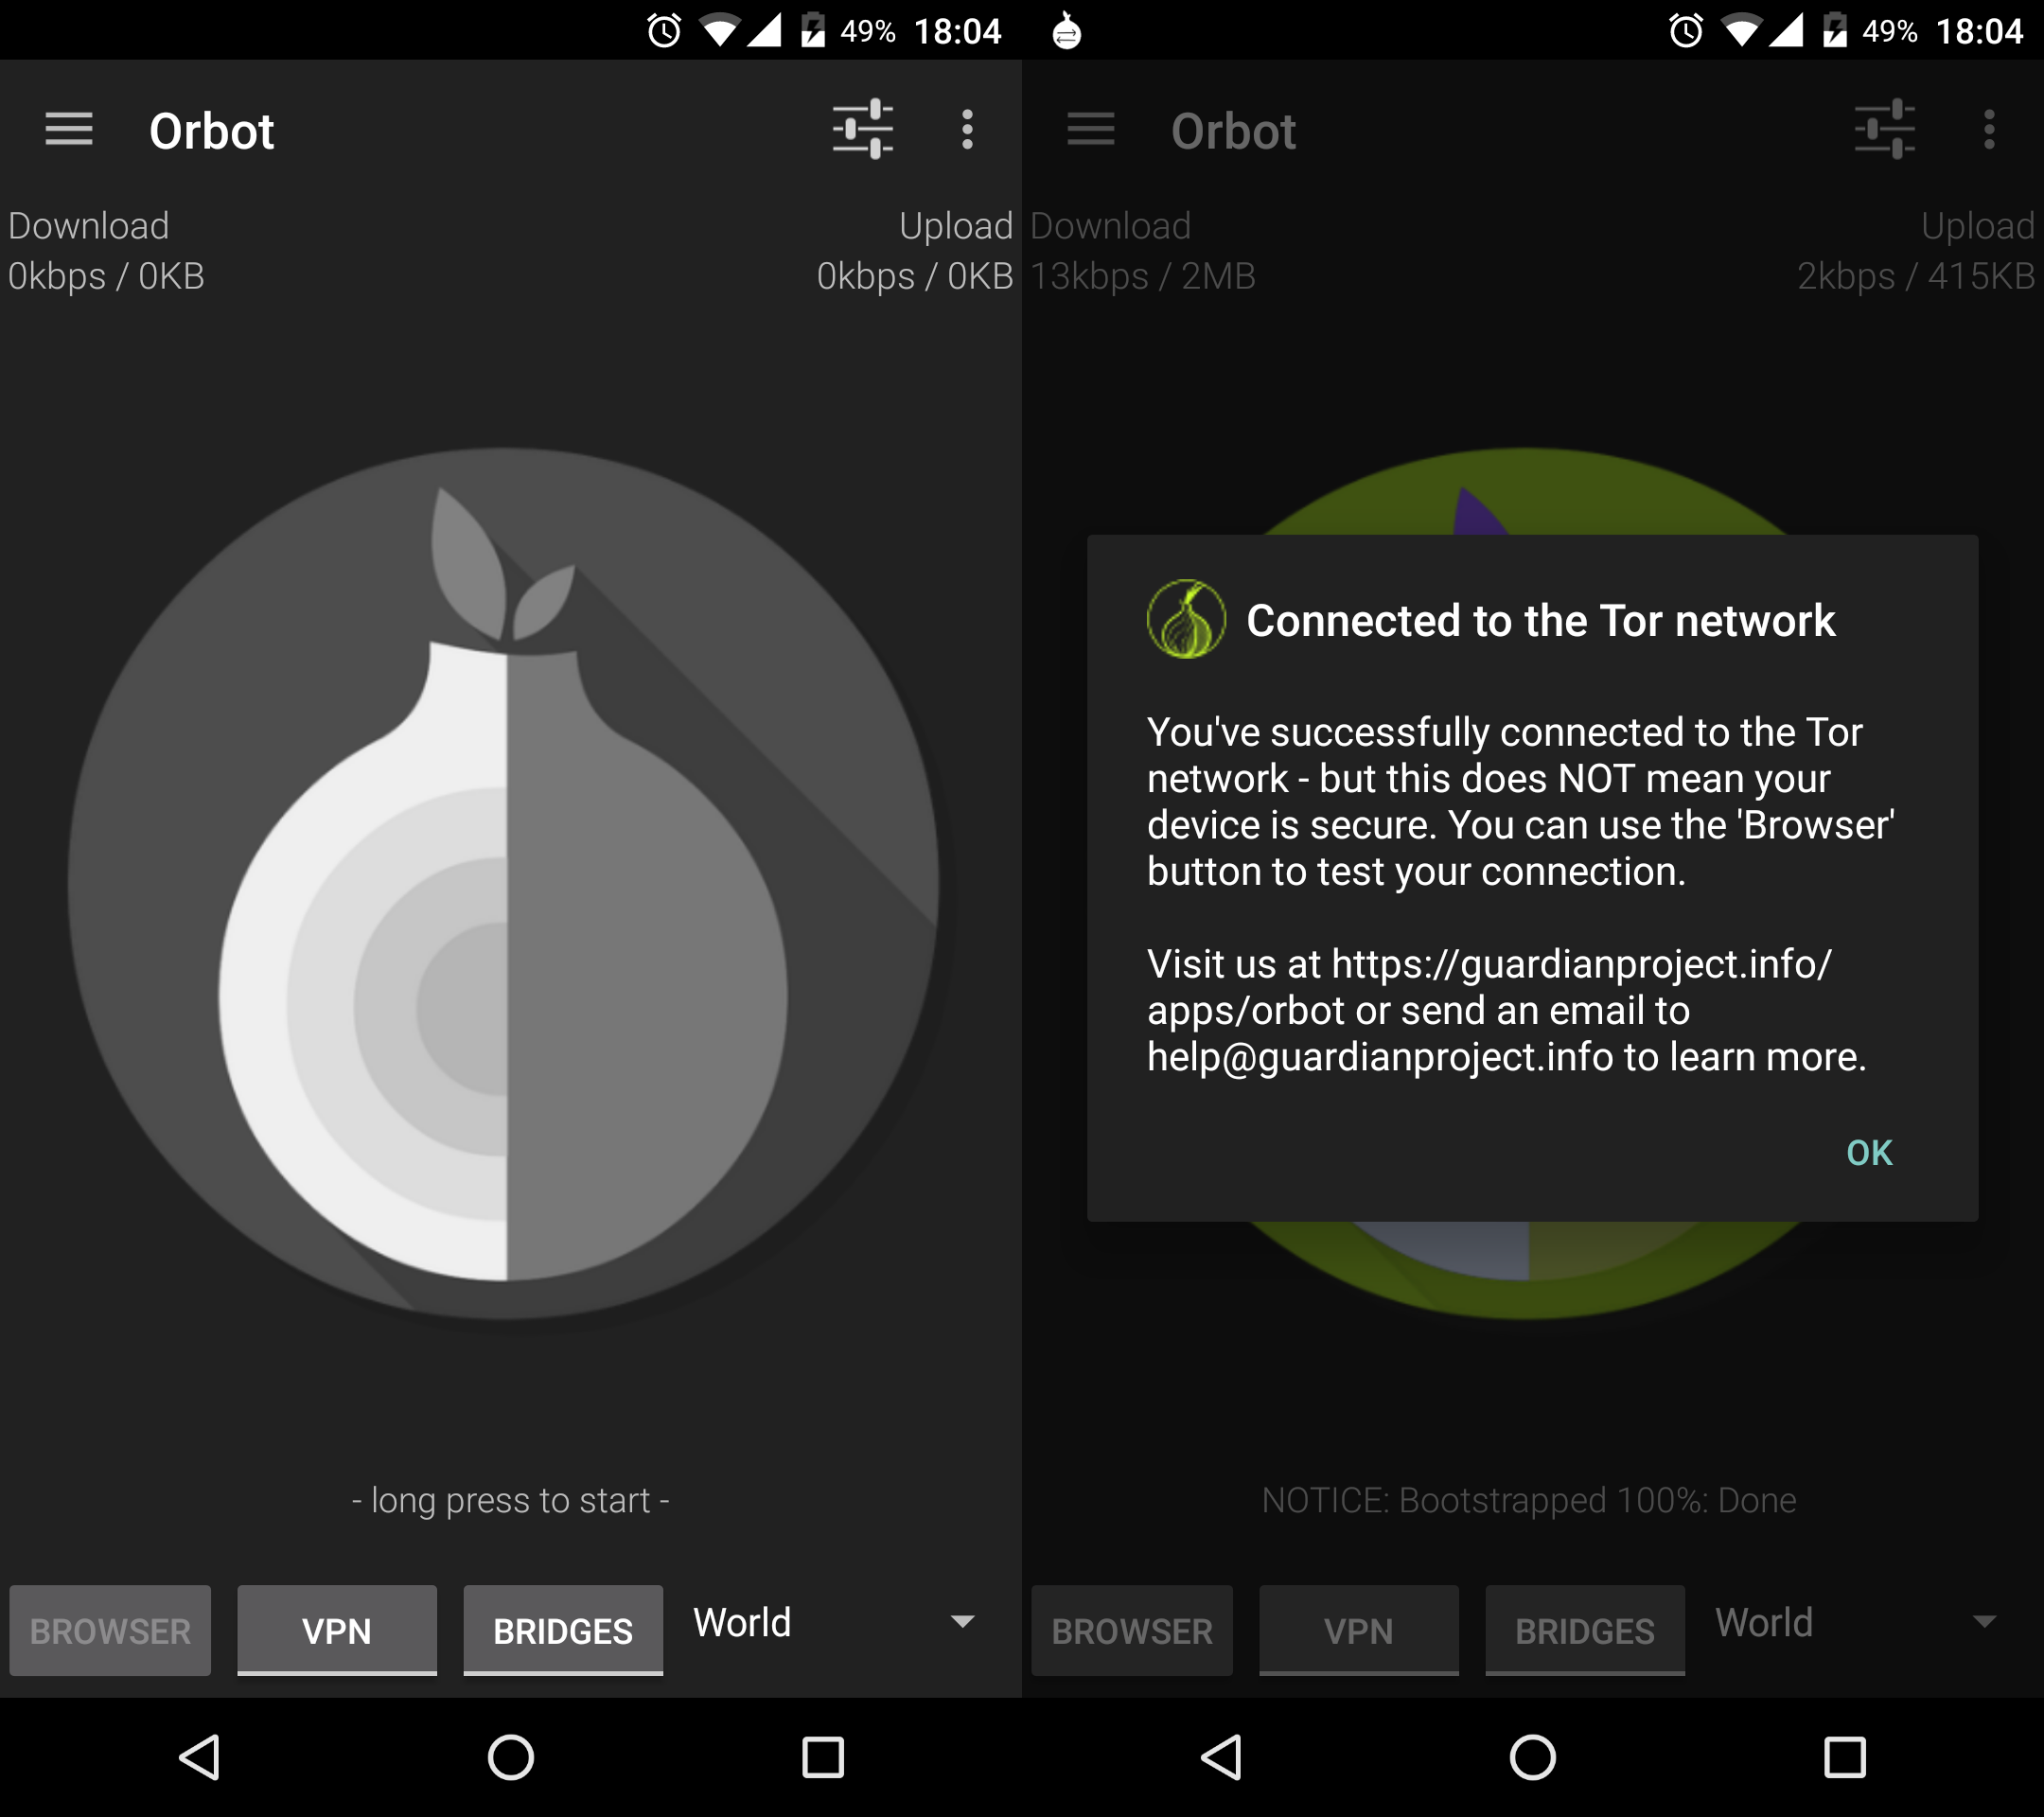 49% 18:04
Orbot
Download
Upload
0kbps / 0KB
0kbps / 0KB
- long press to start -
BROWSER
VPN
BRIDGES
World
49% 18:04
Orbot
Download
Upload
13kbps / 2MB
2kbps / 415KB
Connected to the Tor network
You've successfully connected to the Tor
network - but this does NOT mean your
device is secure. You can use the 'Browser'
button to test your connection.
Visit us at https://guardianproject.info/
apps/orbot or send an email to
help@guardianproject.info to learn more.
OK
NOTICE: Bootstrapped 100%: Done
BROWSER
VPN
BRIDGES
World